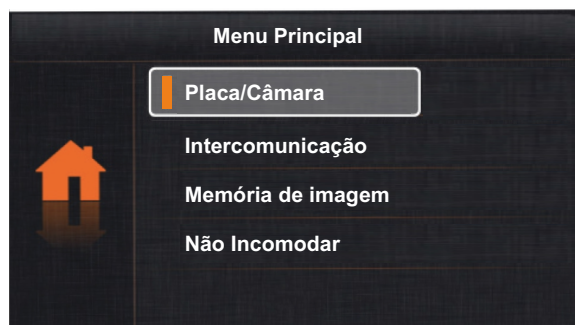 Menu Principal
Placa/Câmara
Intercomunicação
Memória de imagem
Não Incomodar